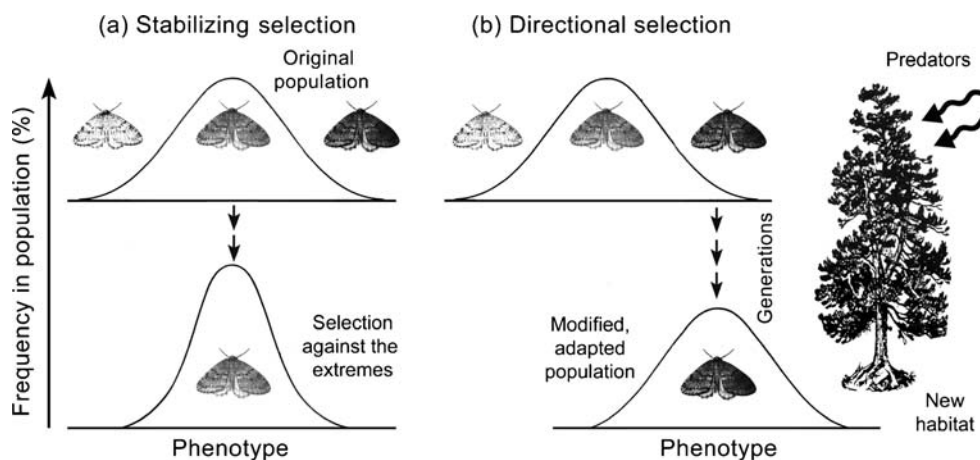 (a) Stabilizing selection
(b) Directional selection
Original
population
Predators
Frequency in population (%)
Generations
Selection
against the
extremes
Modified,
adapted
population
New
habitat
Phenotype
Phenotype